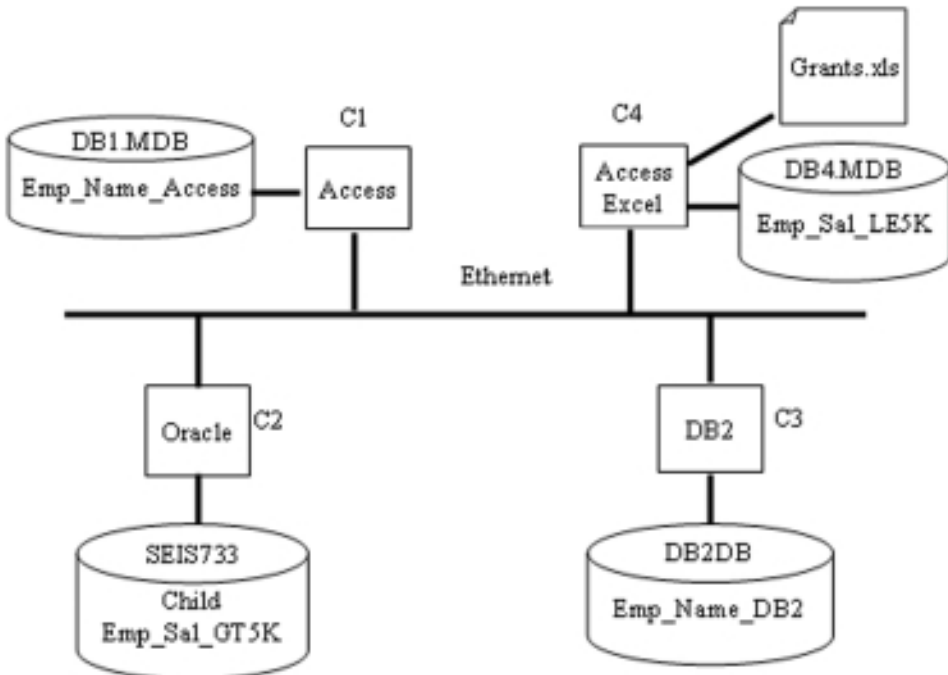 Grants.xls
C1
C4
DB1.MDB
Emp_Name_Access
Access
Access
Excel
DB4.MDB
Emp_Sal_LE5K
Ethernet
Oracle
C2
DB2
C3
SEIS733
Child
Emp_Sal_GT5K
DB2DB
Emp_Name_DB2